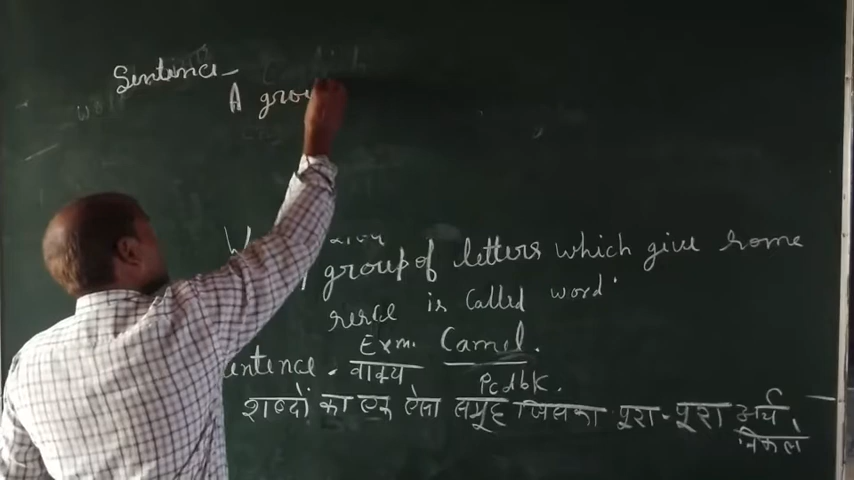 Sentence -
A grou
group of letters which give some
sense is called word
Exm. Camel.
entence. वाक्य Pcdbk.
शब्दों का एक ऐसा समूह जिसका पूरा - पूरा अर्थ
निकले